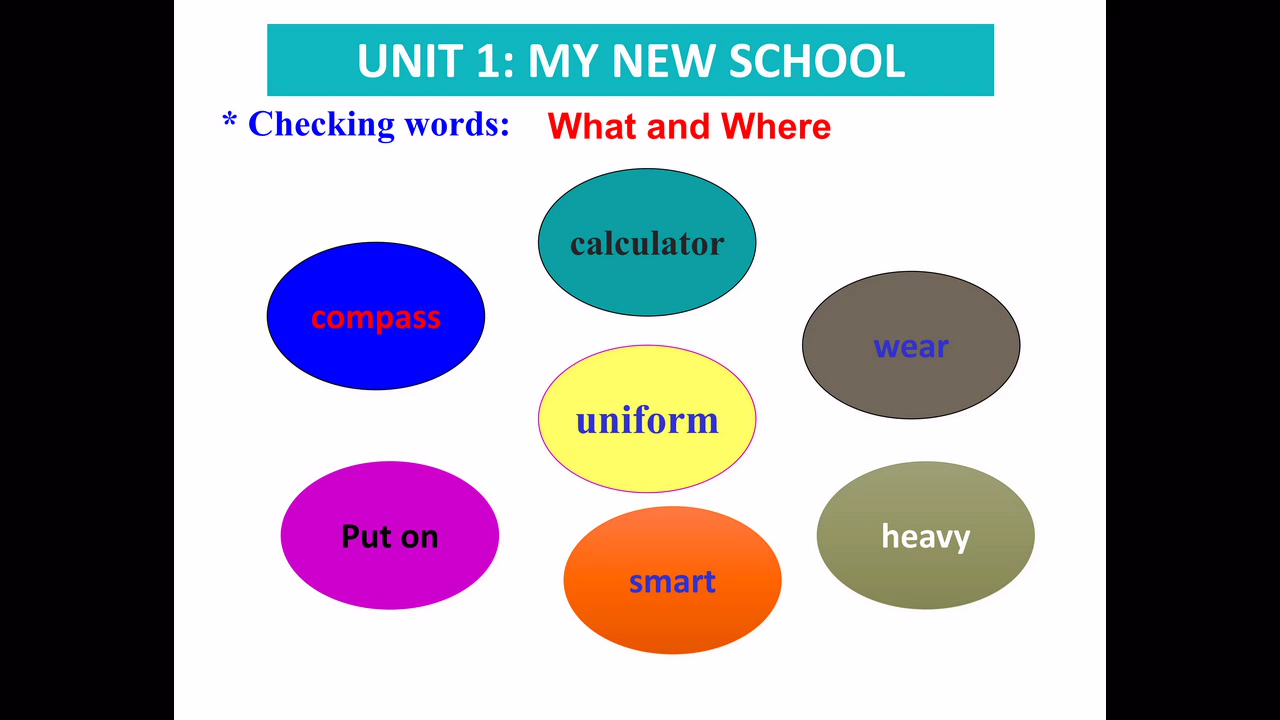 UNIT 1: MY NEW SCHOOL
* Checking words: What and Where
calculator
compass
wear
uniform
Put on
heavy
smart